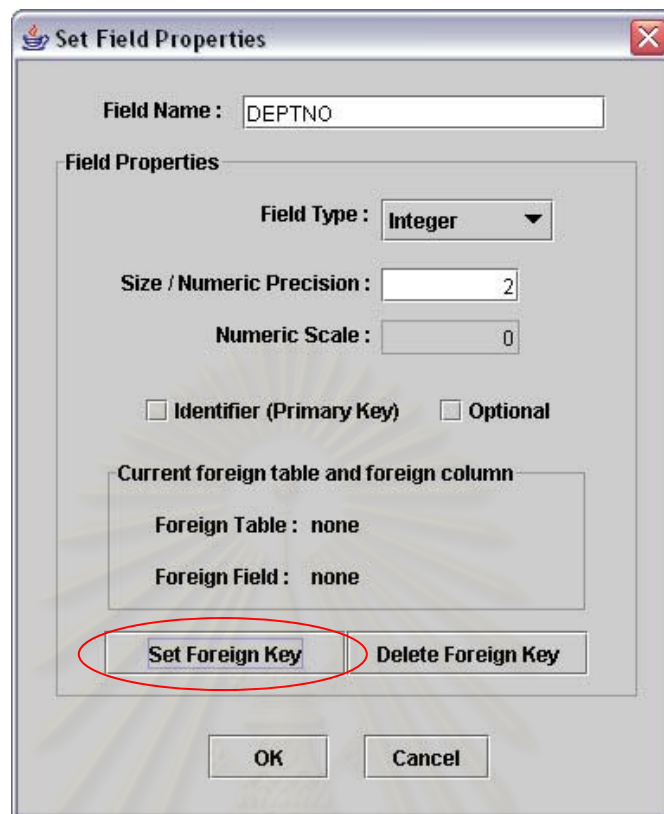 Set Field Properties
Field Name : DEPTNO
Field Properties
Field Type : Integer
Size / Numeric Precision : 2
Numeric Scale : 0
Identifier (Primary Key) Optional
Current foreign table and foreign column
Foreign Table : none
Foreign Field : none
Set Foreign Key Delete Foreign Key
OK Cancel